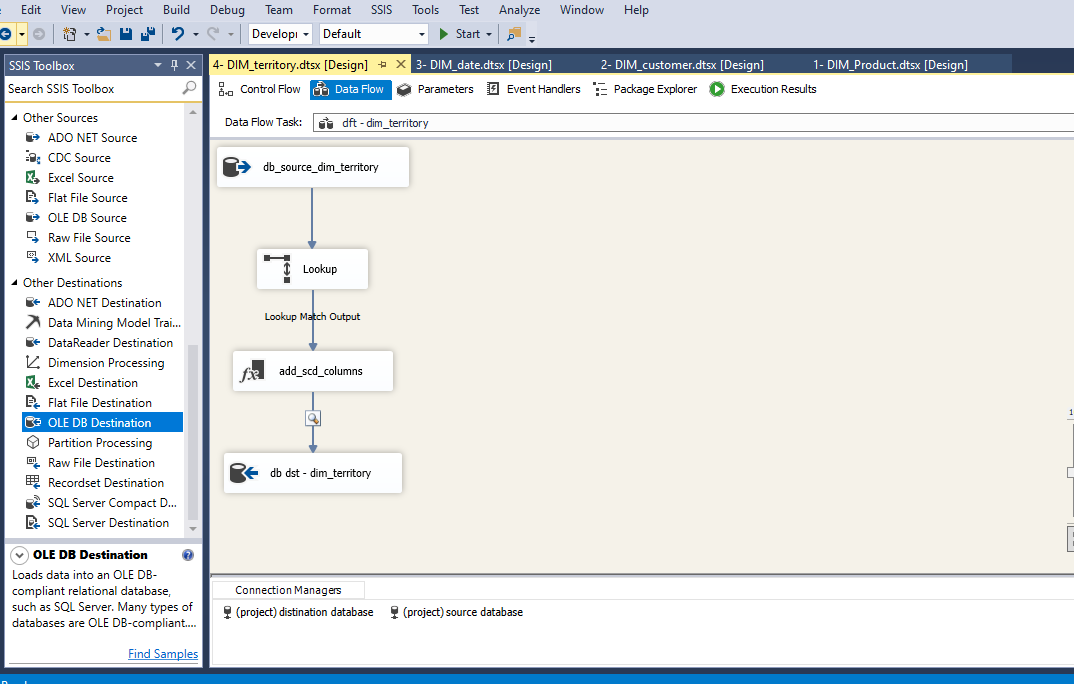 Edit View Project Build Debug Team Format SSIS Tools Test Analyze Window Help
Developi Default Start
SSIS Toolbox
Search SSIS Toolbox
Other Sources
ADO NET Source
CDC Source
Excel Source
Flat File Source
OLE DB Source
Raw File Source
XML Source
Other Destinations
ADO NET Destination
Data Mining Model Trai...
DataReader Destination
Dimension Processing
Excel Destination
Flat File Destination
OLE DB Destination
Partition Processing
Raw File Destination
Recordset Destination
SQL Server Compact D...
SQL Server Destination
OLE DB Destination
Loads data into an OLE DB-
compliant relational database,
such as SQL Server. Many types of
databases are OLE DB-compliant....
Find Samples
4- DIM_territory.dtsx [Design] 3- DIM_date.dtsx [Design] 2- DIM_customer.dtsx [Design] 1- DIM_Product.dtsx [Design]
Control Flow Data Flow Parameters Event Handlers Package Explorer Execution Results
Data Flow Task: dft - dim_territory
db_source_dim_territory
Lookup
Lookup Match Output
fx add_scd_columns
db dst - dim_territory
1
Connection Managers
(project) distination database (project) source database